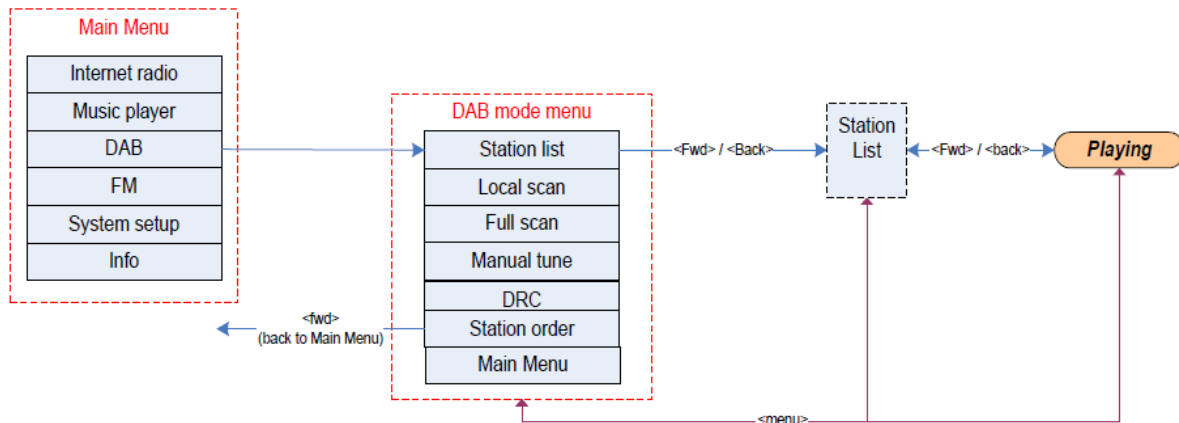 Main Menu
Internet radio
Music player
DAB
FM
System setup
Info
DAB mode menu
Station list
Local scan
Full scan
Manual tune
DRC
Station order
Main Menu
<fwd>
(back to Main Menu)
<Fwd> / <Back>
Station
List
<Fwd> / <back>
Playing
<menu>